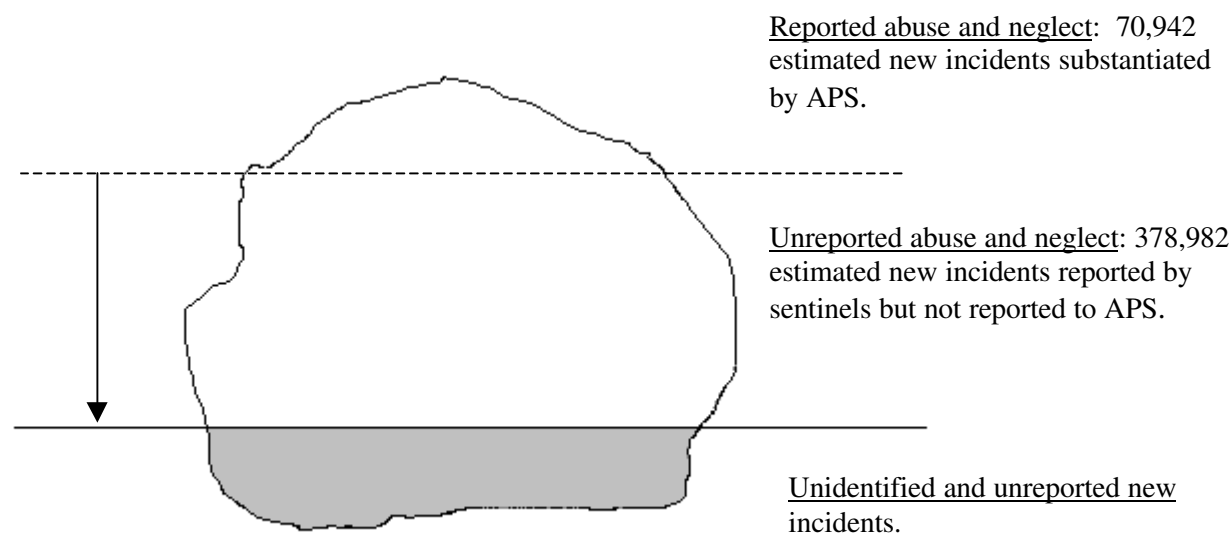 Reported abuse and neglect: 70,942
estimated new incidents substantiated
by APS.
Unreported abuse and neglect: 378,982
estimated new incidents reported by
sentinels but not reported to APS.
Unidentified and unreported new
incidents.